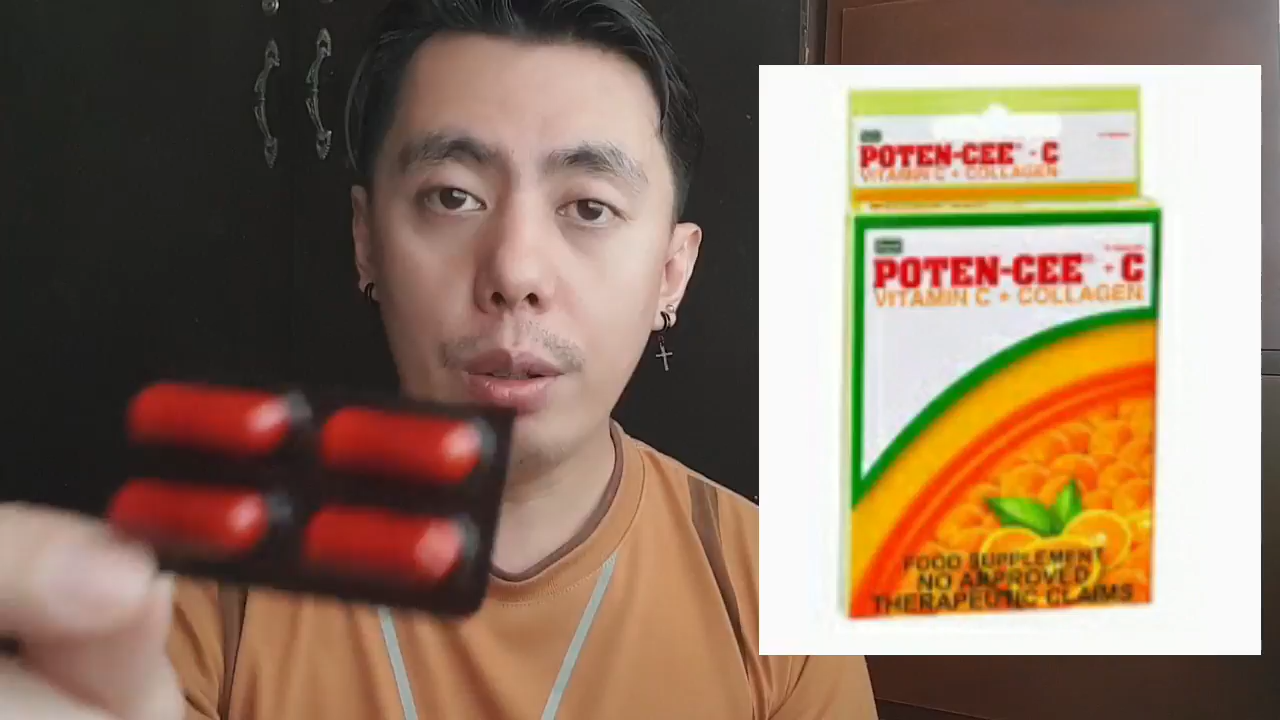 POTEN-CEE + C
VITAMIN C + COLLAGEN
POTEN-CEE + C
VITAMIN C + COLLAGEN
FOOD SUPPLEMENT
NO APPROVED
THERAPEUTIC CLAIMS